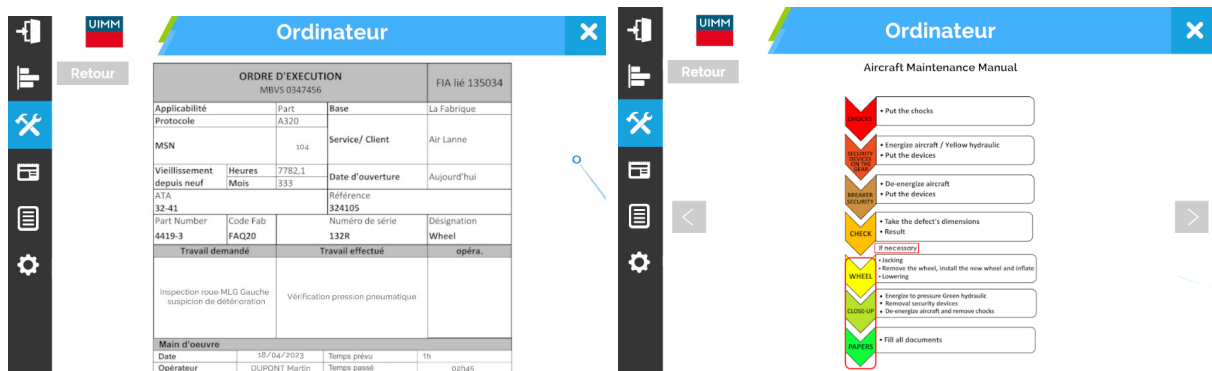 UIMM
Ordinateur
Retour
ORDRE D'EXECUTION
MBVS 0347456
FIA lié 135034
Applicabilité Part Base La Fabrique
Protocole A320
MSN 104 Service/ Client Air Lanne
Vieillissement depuis neuf Heures 7782,1
Mois 333
Date d'ouverture Aujourd'hui
ATA Référence
32-41 324105
Part Number Code Fab Numéro de série Désignation
4419-3 FAQ20 132R Wheel
Travail demandé Travail effectué opéra.
Inspection roue MLG Gauche
suspicion de détérioration
Vérification pression pneumatique
Main d'oeuvre
Date 18/04/2023 Temps prévu 1h
Opérateur DUPONT Martin Temps passé 02h45
UIMM
Ordinateur
Retour
Aircraft Maintenance Manual
CHOCKS
• Put the chocks
SECURITY
DEVICES
ON THE
GEAR
• Energize aircraft / Yellow hydraulic
• Put the devices
BREAKER
SECURITY
• De-energize aircraft
• Put the devices
CHECK
• Take the defect's dimensions
• Result
If necessary
WHEEL
• Jacking
• Remove the wheel, install the new wheel and inflate
• Lowering
CLOSE-UP
• Energize to pressure Green hydraulic
• Removal security devices
• De-energize aircraft and remove chocks
PAPERS
• Fill all documents